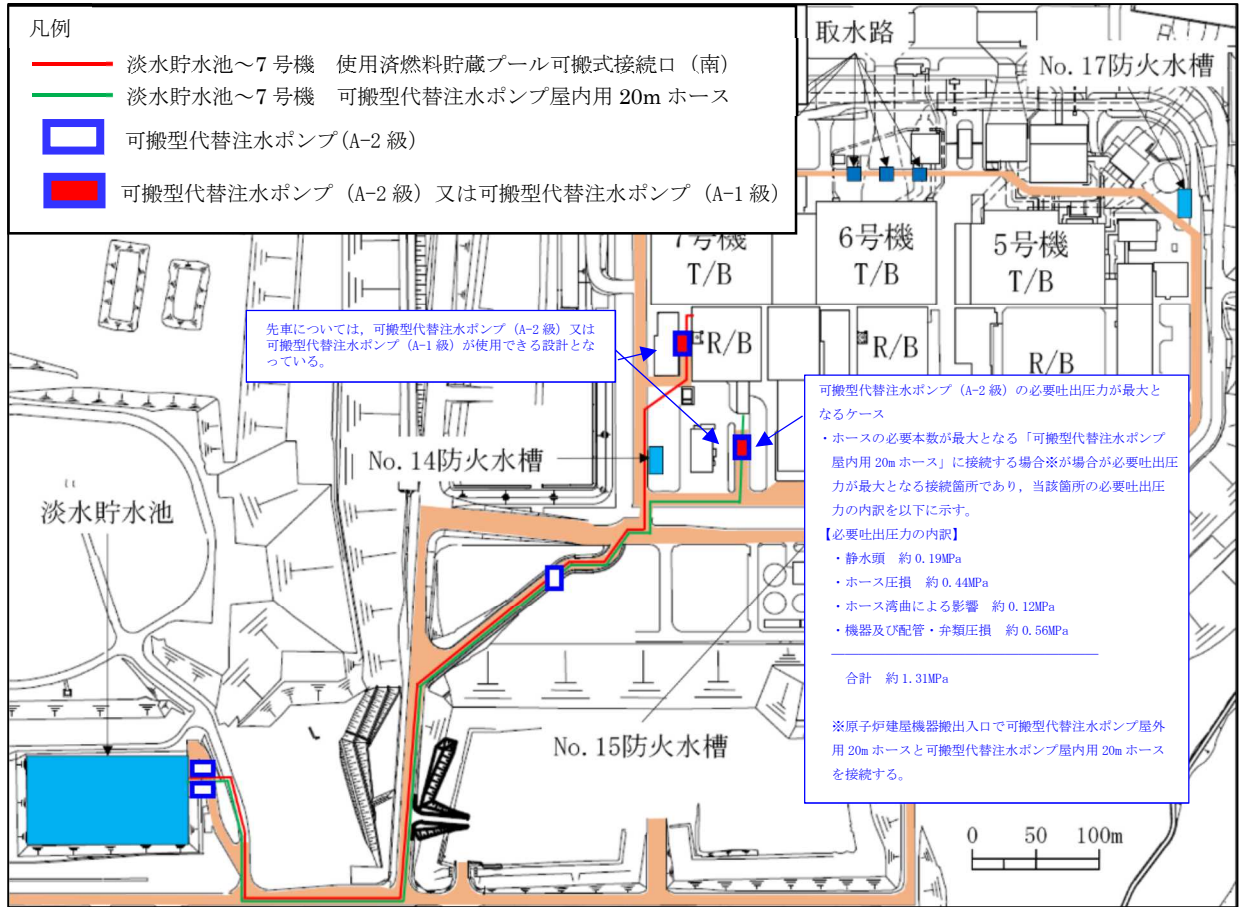 凡例
淡水貯水池～7 号機 使用済燃料貯蔵プール可搬式接続口（南）
淡水貯水池～7 号機 可搬型代替注水ポンプ屋内用 20m ホース
可搬型代替注水ポンプ(A-2 級)
可搬型代替注水ポンプ（A-2 級）又は可搬型代替注水ポンプ（A-1 級）
取水路
No.17防火水槽
7号機
T/B
6号機
T/B
5号機
T/B
先車については，可搬型代替注水ポンプ（A-2 級）又は
可搬型代替注水ポンプ（A-1 級）が使用できる設計とな
っている。
R/B
R/B
R/B
可搬型代替注水ポンプ（A-2 級）の必要吐出圧力が最大と
なるケース
・ホースの必要本数が最大となる「可搬型代替注水ポンプ
屋内用 20m ホース」に接続する場合※が場合が必要吐出圧
力が最大となる接続箇所であり，当該箇所の必要吐出圧
力の内訳を以下に示す。
【必要吐出圧力の内訳】
・静水頭 約 0.19MPa
・ホース圧損 約 0.44MPa
・ホース湾曲による影響 約 0.12MPa
・機器及び配管・弁類圧損 約 0.56MPa
合計 約 1.31MPa
※原子炉建屋機器搬出入口で可搬型代替注水ポンプ屋外
用 20m ホースと可搬型代替注水ポンプ屋内用 20m ホース
を接続する。
No.14防火水槽
淡水貯水池
No.15防火水槽
0 50 100m